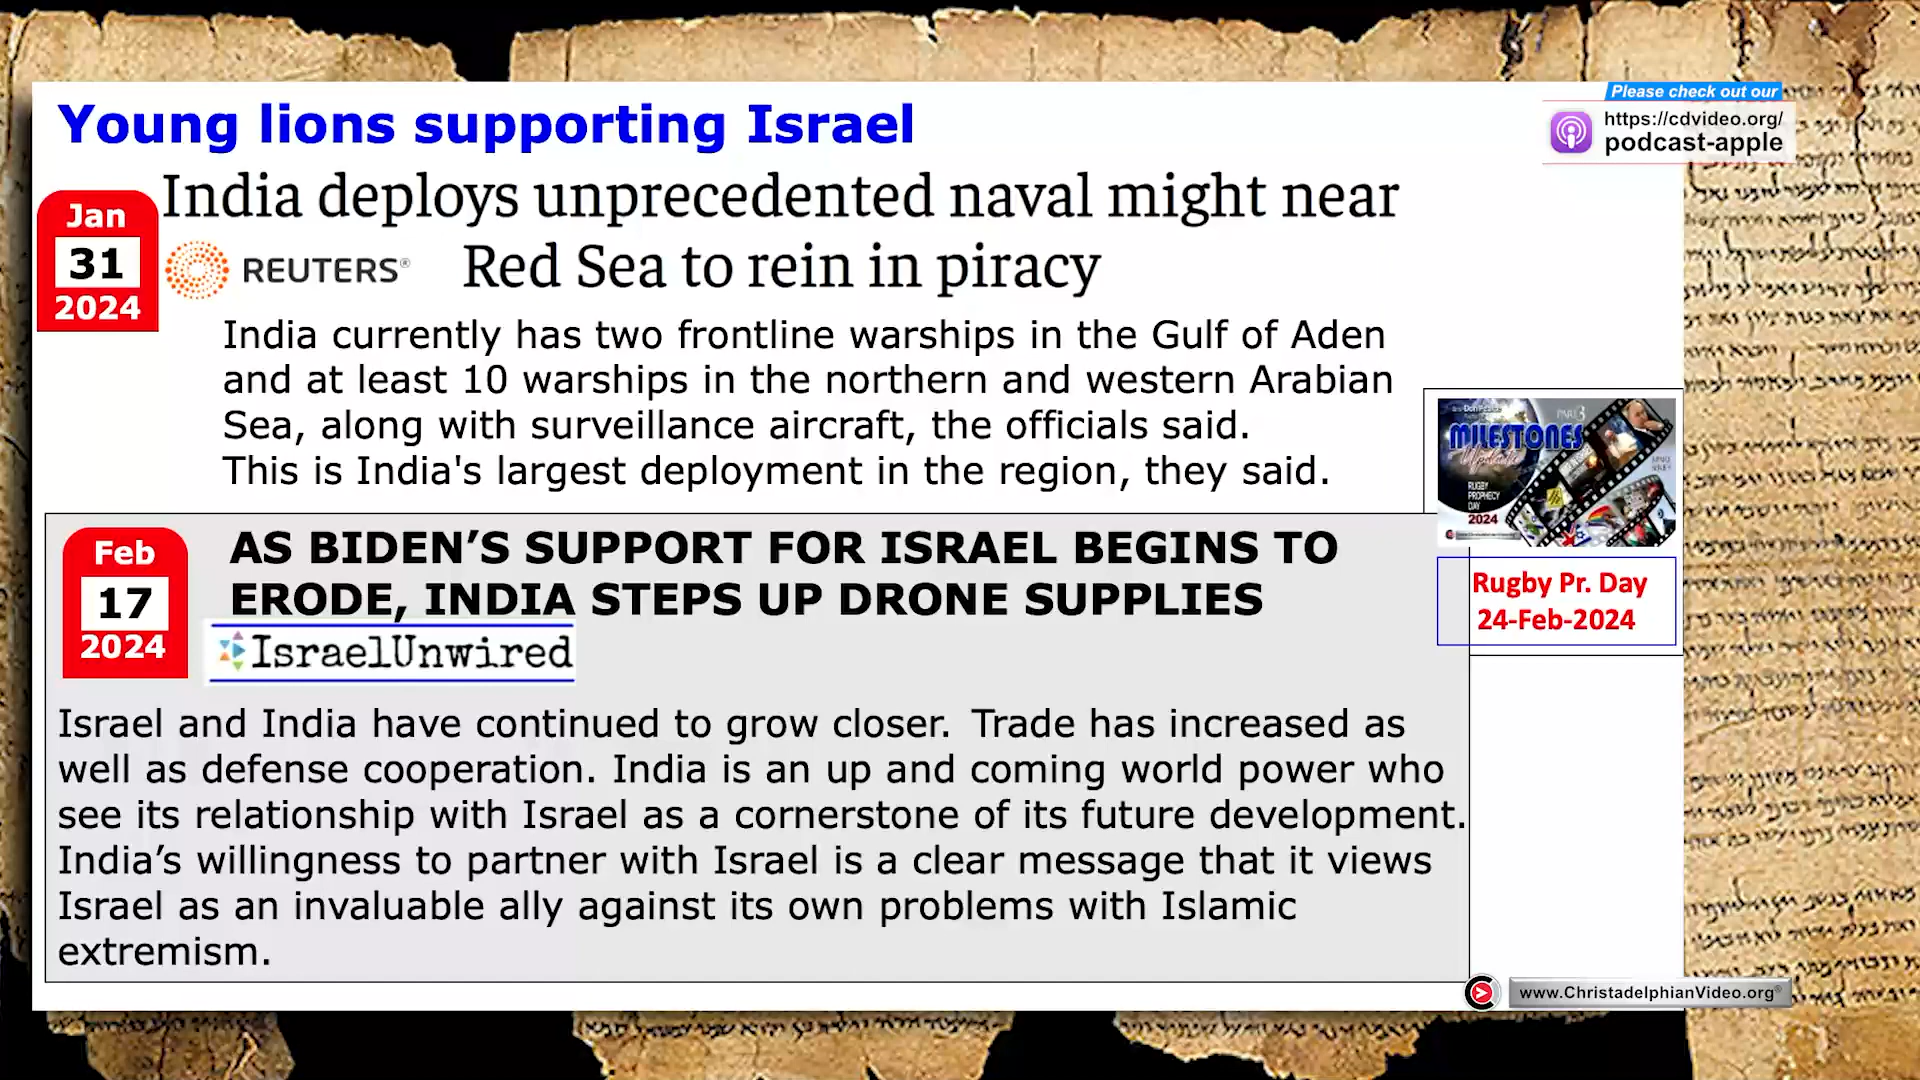 Please check out our
https://cdvideo.org/
podcast-apple
Young lions supporting Israel
Jan
31
2024
India deploys unprecedented naval might near
REUTERS® Red Sea to rein in piracy
India currently has two frontline warships in the Gulf of Aden
and at least 10 warships in the northern and western Arabian
Sea, along with surveillance aircraft, the officials said.
This is India's largest deployment in the region, they said.
PART 3
MILESTONES
Update
RUGBY
PROPHECY
DAY
2024
Rugby Pr. Day
24-Feb-2024
Feb
17
2024
AS BIDEN’S SUPPORT FOR ISRAEL BEGINS TO
ERODE, INDIA STEPS UP DRONE SUPPLIES
IsraelUnwired
Israel and India have continued to grow closer. Trade has increased as
well as defense cooperation. India is an up and coming world power who
see its relationship with Israel as a cornerstone of its future development.
India’s willingness to partner with Israel is a clear message that it views
Israel as an invaluable ally against its own problems with Islamic
extremism.
www.ChristadelphianVideo.org®